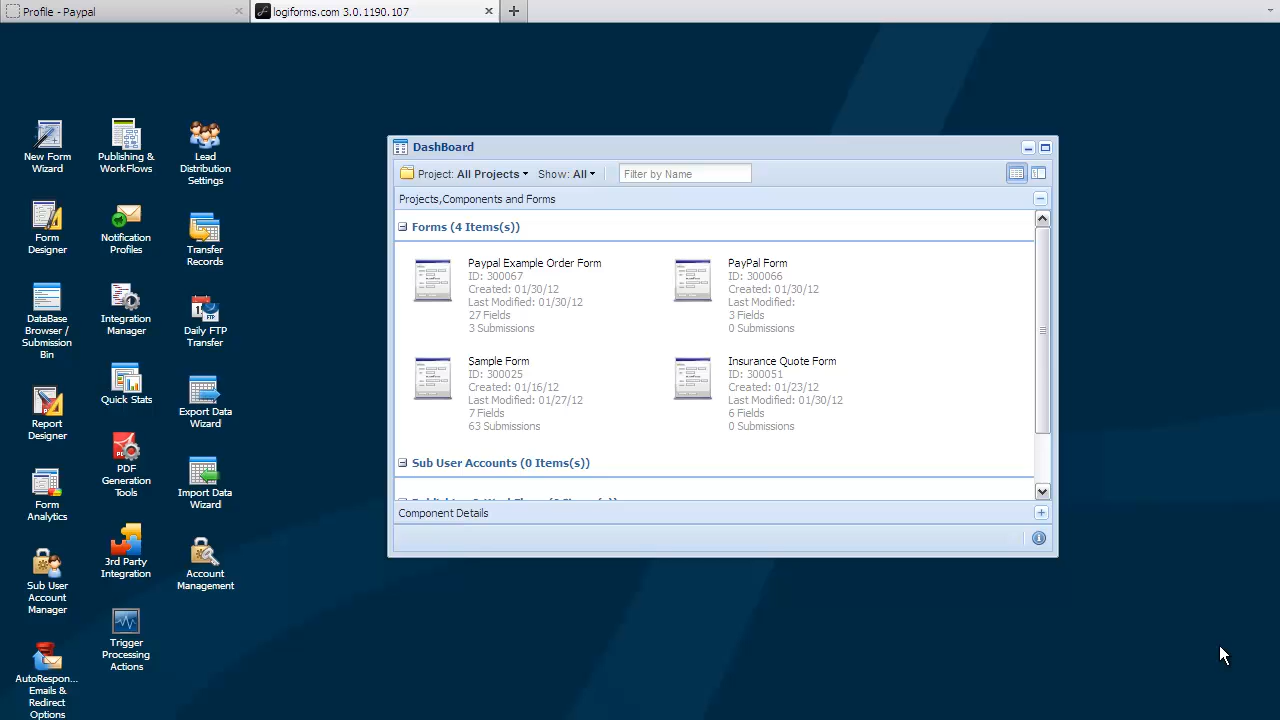 Profile - Paypal
logiforms.com 3.0.1190.107
New Form
Wizard
Publishing &
WorkFlows
Lead
Distribution
Settings
Form
Designer
Notification
Profiles
Transfer
Records
DataBase
Browser /
Submission
Bin
Integration
Manager
Daily FTP
Transfer
Report
Designer
Quick Stats
Export Data
Wizard
Form
Analytics
PDF
Generation
Tools
Import Data
Wizard
Sub User
Account
Manager
3rd Party
Integration
Account
Management
AutoRespon...
Emails &
Redirect
Options
Trigger
Processing
Actions
DashBoard
Project: All Projects Show: All Filter by Name
Projects,Components and Forms
Forms (4 Items(s))
Paypal Example Order Form
ID: 300067
Created: 01/30/12
Last Modified: 01/30/12
27 Fields
3 Submissions
PayPal Form
ID: 300066
Created: 01/30/12
Last Modified:
3 Fields
0 Submissions
Sample Form
ID: 300025
Created: 01/16/12
Last Modified: 01/27/12
7 Fields
63 Submissions
Insurance Quote Form
ID: 300051
Created: 01/23/12
Last Modified: 01/30/12
6 Fields
0 Submissions
Sub User Accounts (0 Items(s))
Component Details